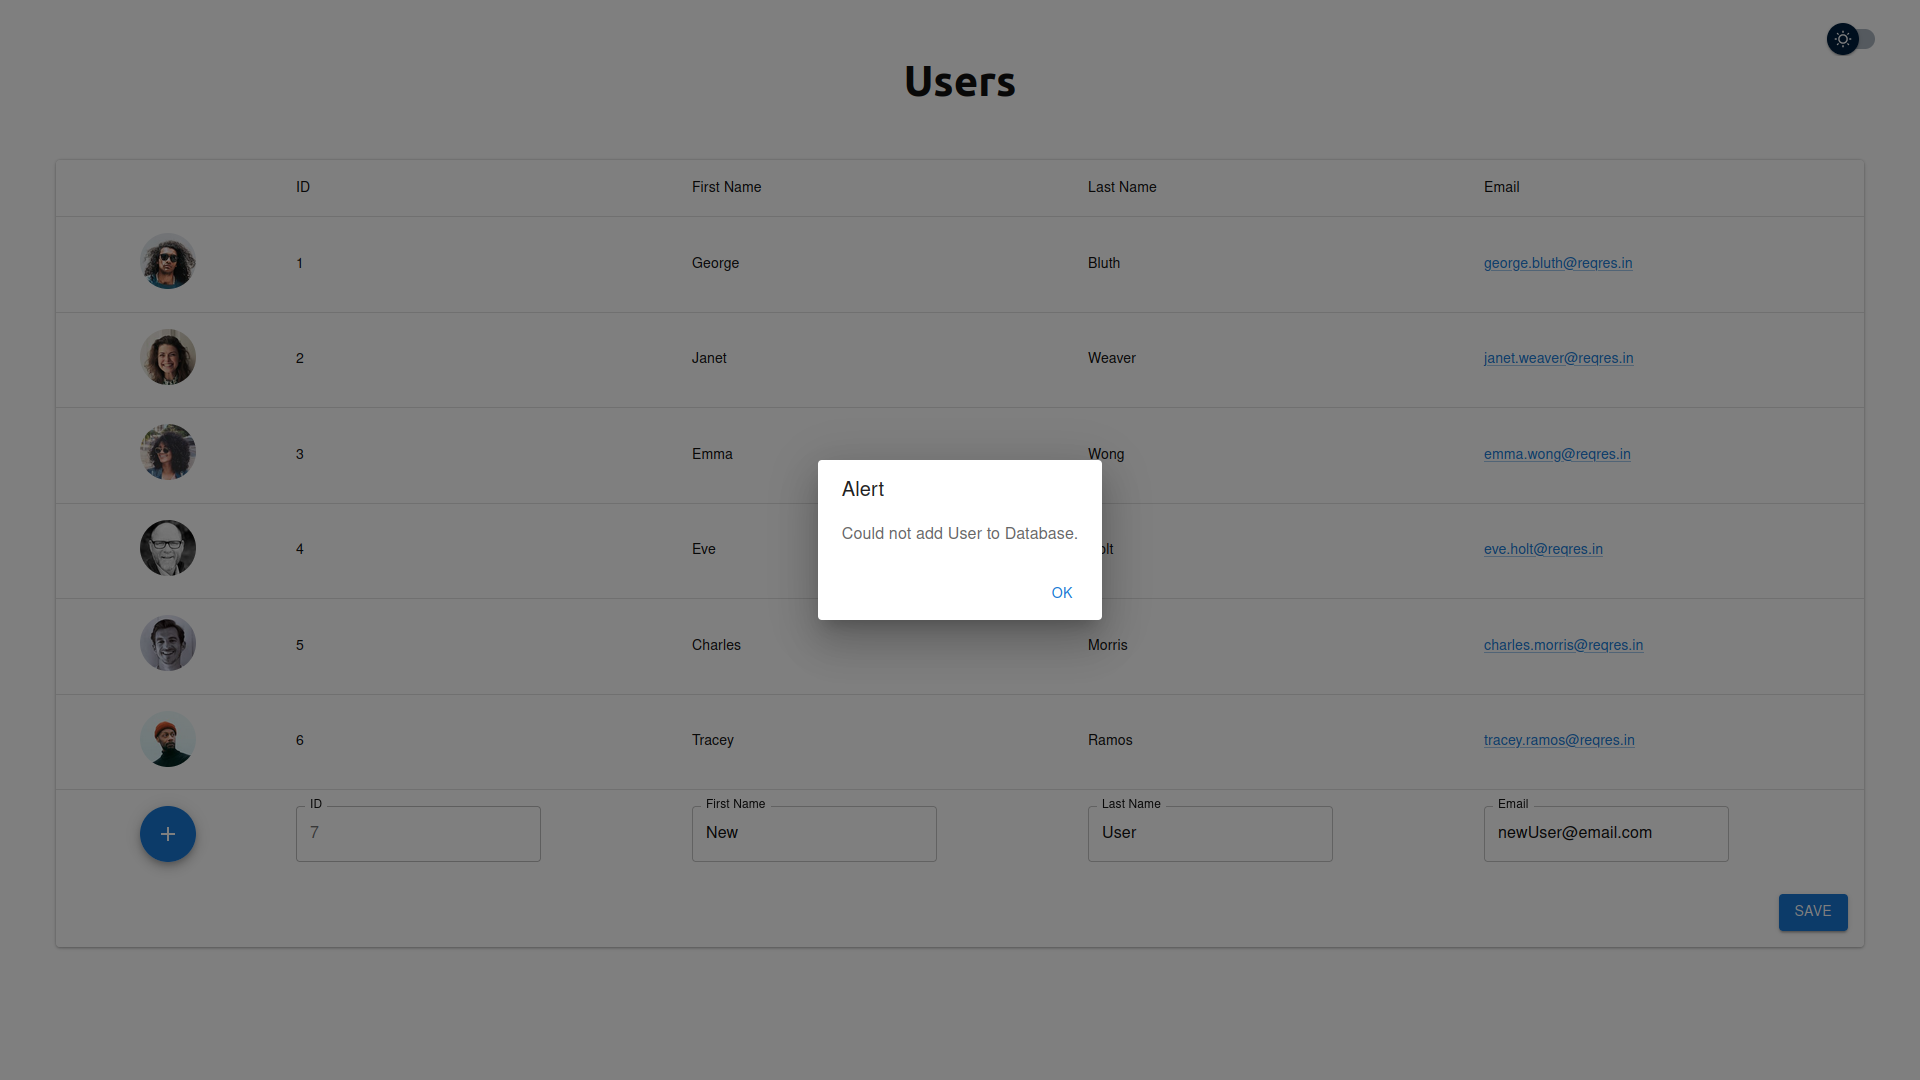 Users
ID First Name Last Name Email
1 George Bluth george.bluth@reqres.in
2 Janet Weaver janet.weaver@reqres.in
3 Emma Wong emma.wong@reqres.in
Alert
Could not add User to Database.
OK
4 Eve olt eve.holt@reqres.in
5 Charles Morris charles.morris@reqres.in
6 Tracey Ramos tracey.ramos@reqres.in
ID First Name Last Name Email
7 New User newUser@email.com
SAVE